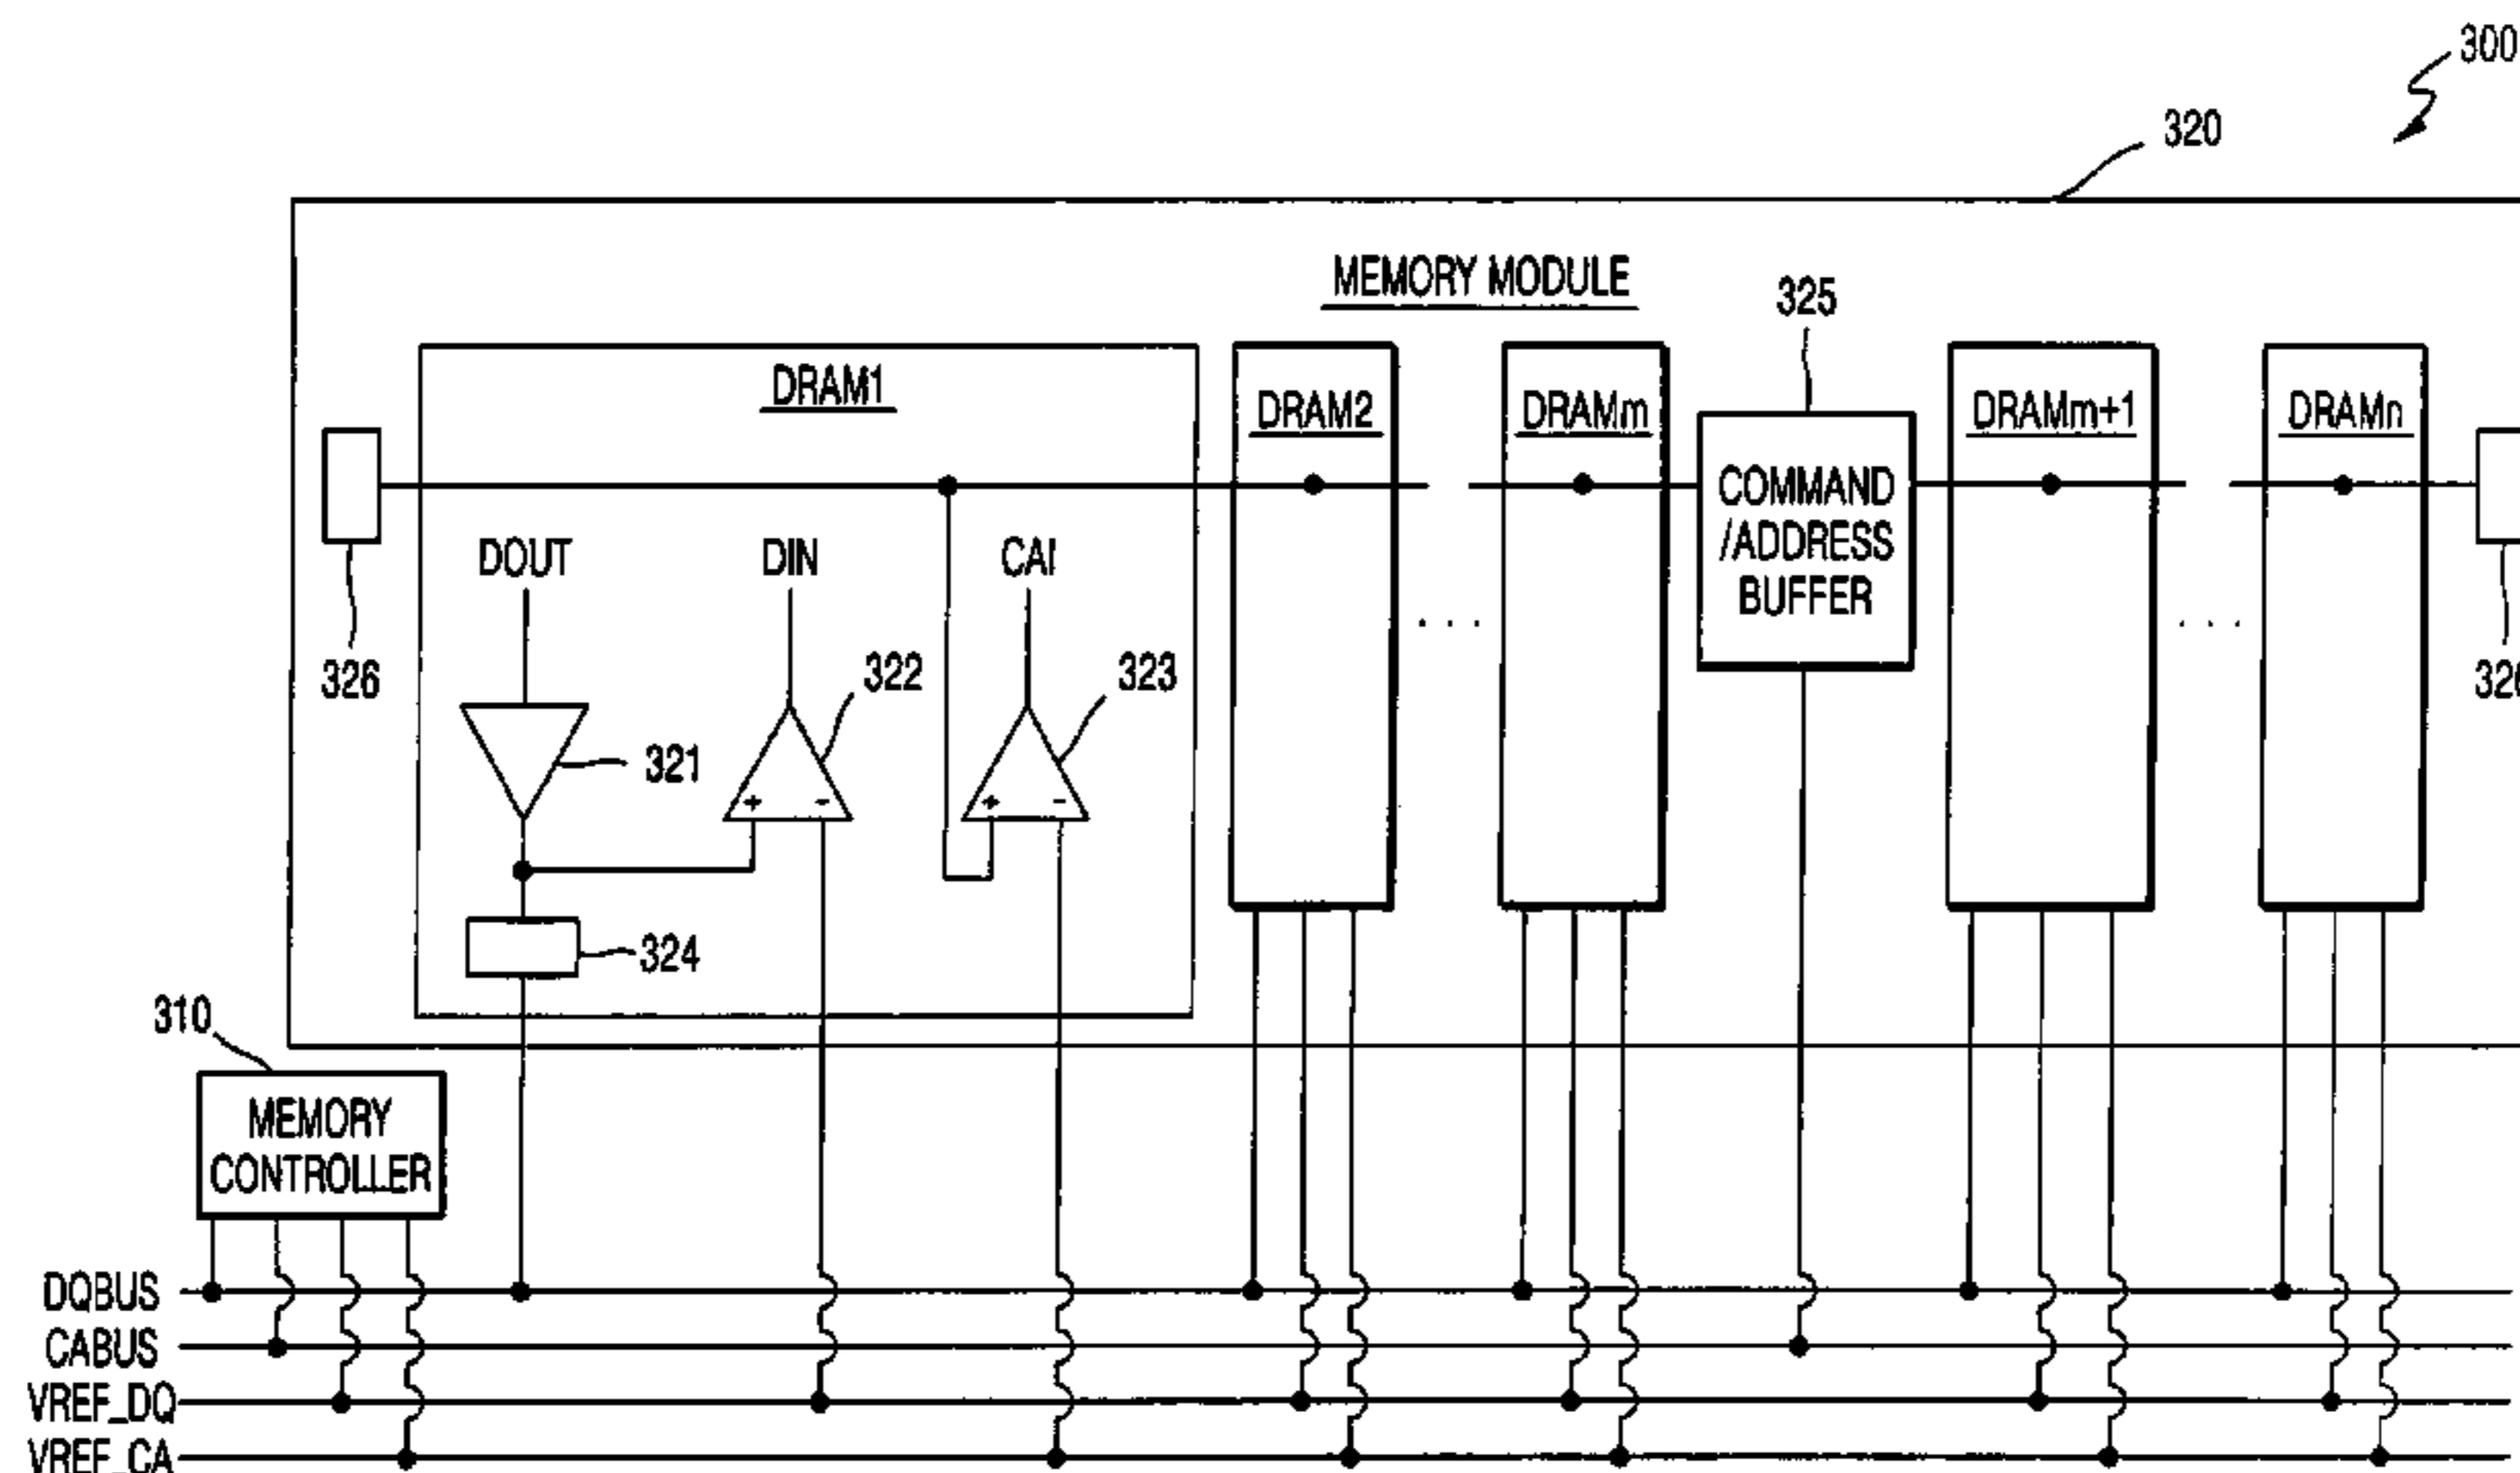 300
320
MEMORY MODULE
325
DRAM1
DRAM2
DRAMm
DRAMm+1
DRAMn
COMMAND
/ADDRESS
BUFFER
DOUT
DIN
CAI
326
322
323
321
324
310
MEMORY
CONTROLLER
DQBUS
CABUS
VREF_DQ
VREF_CA